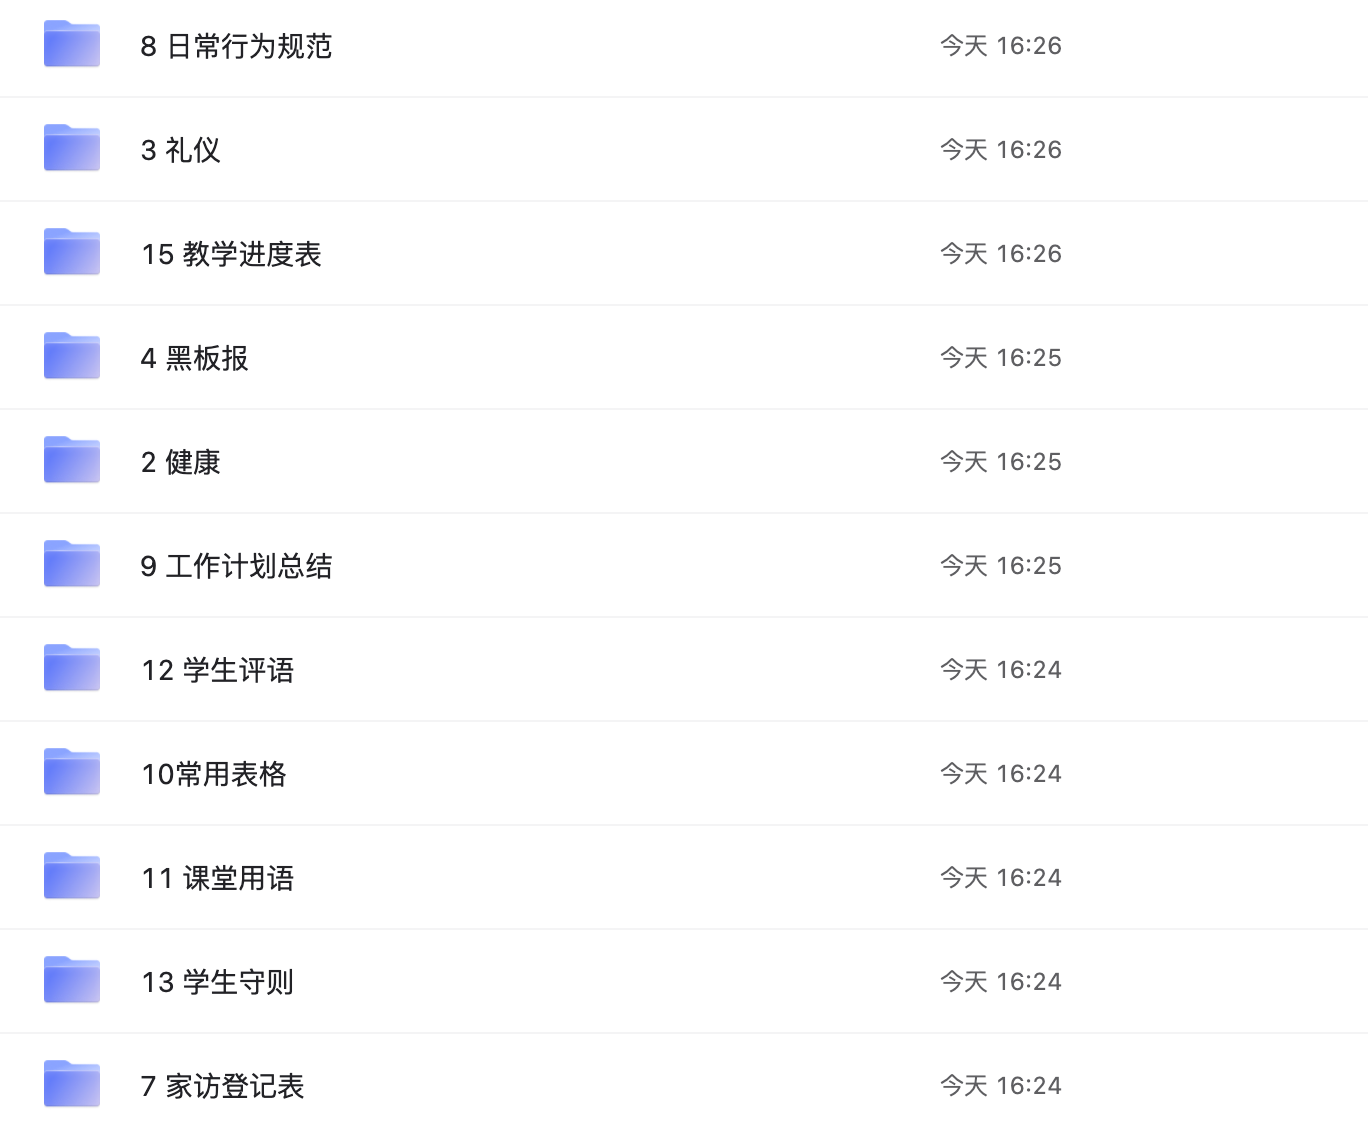 8 日常行为规范 今天 16:26
3 礼仪 今天 16:26
15 教学进度表 今天 16:26
4 黑板报 今天 16:25
2 健康 今天 16:25
9 工作计划总结 今天 16:25
12 学生评语 今天 16:24
10常用表格 今天 16:24
11 课堂用语 今天 16:24
13 学生守则 今天 16:24
7 家访登记表 今天 16:24